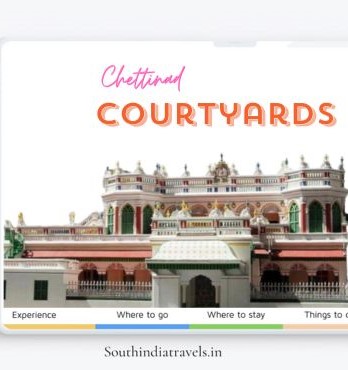 Chettinad
COURTYARDS
Experience Where to go Where to stay Things to
Southindiatravels.in